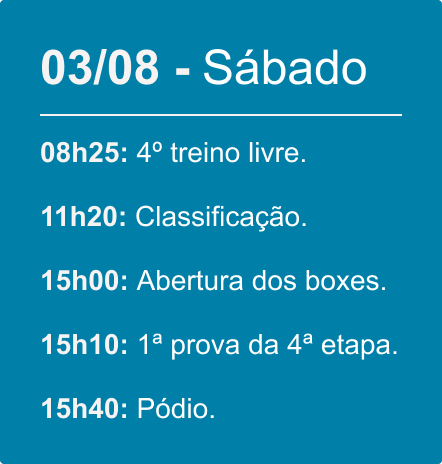 03/08 - Sábado
08h25: 4º treino livre.
11h20: Classificação.
15h00: Abertura dos boxes.
15h10: 1ª prova da 4ª etapa.
15h40: Pódio.